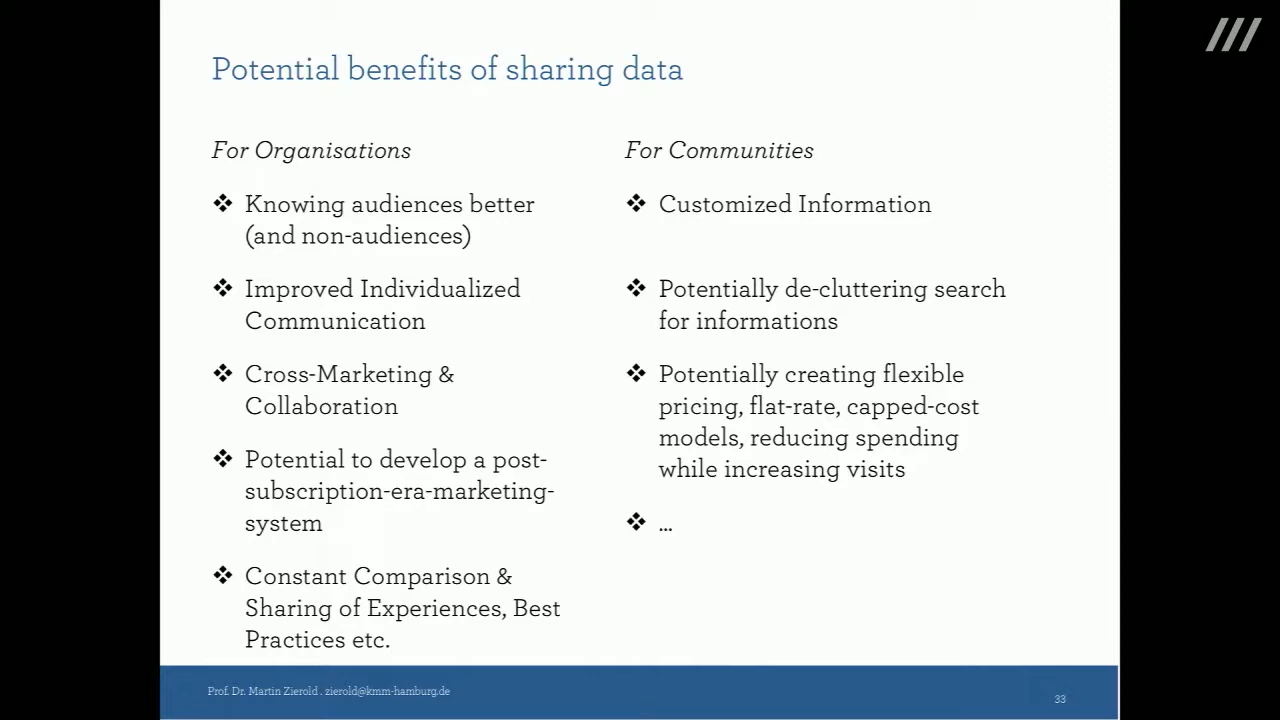 Potential benefits of sharing data
For Organisations
❖ Knowing audiences better
(and non-audiences)
❖ Improved Individualized
Communication
❖ Cross-Marketing &
Collaboration
❖ Potential to develop a post-
subscription-era-marketing-
system
❖ Constant Comparison &
Sharing of Experiences, Best
Practices etc.
For Communities
❖ Customized Information
❖ Potentially de-cluttering search
for informations
❖ Potentially creating flexible
pricing, flat-rate, capped-cost
models, reducing spending
while increasing visits
❖ ...
Prof. Dr. Martin Zierold . zierold@kmm-hamburg.de
33